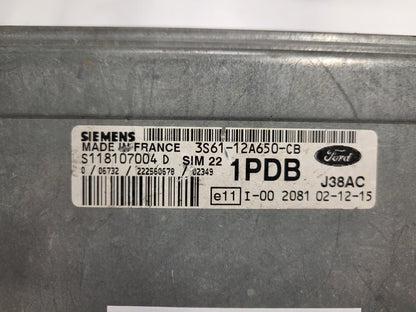 SIEMENS
MADE IN FRANCE 3S61-12A650-CB
S118107004 D SIM 22 1PDB Ford
0 / 06732 / 222560678 / 02349 J38AC
e11 I-00 2081 02-12-15